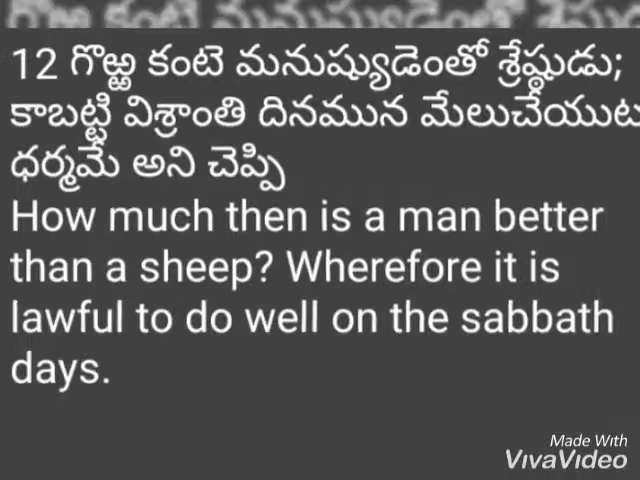 12 గొఱ్ఱె కంటె మనుష్యుడెంతో శ్రేష్ఠుడు;
కాబట్టి విశ్రాంతి దినమున మేలుచేయుట
ధర్మమే అని చెప్పి
How much then is a man better
than a sheep? Wherefore it is
lawful to do well on the sabbath
days.
Made With
VivaVideo